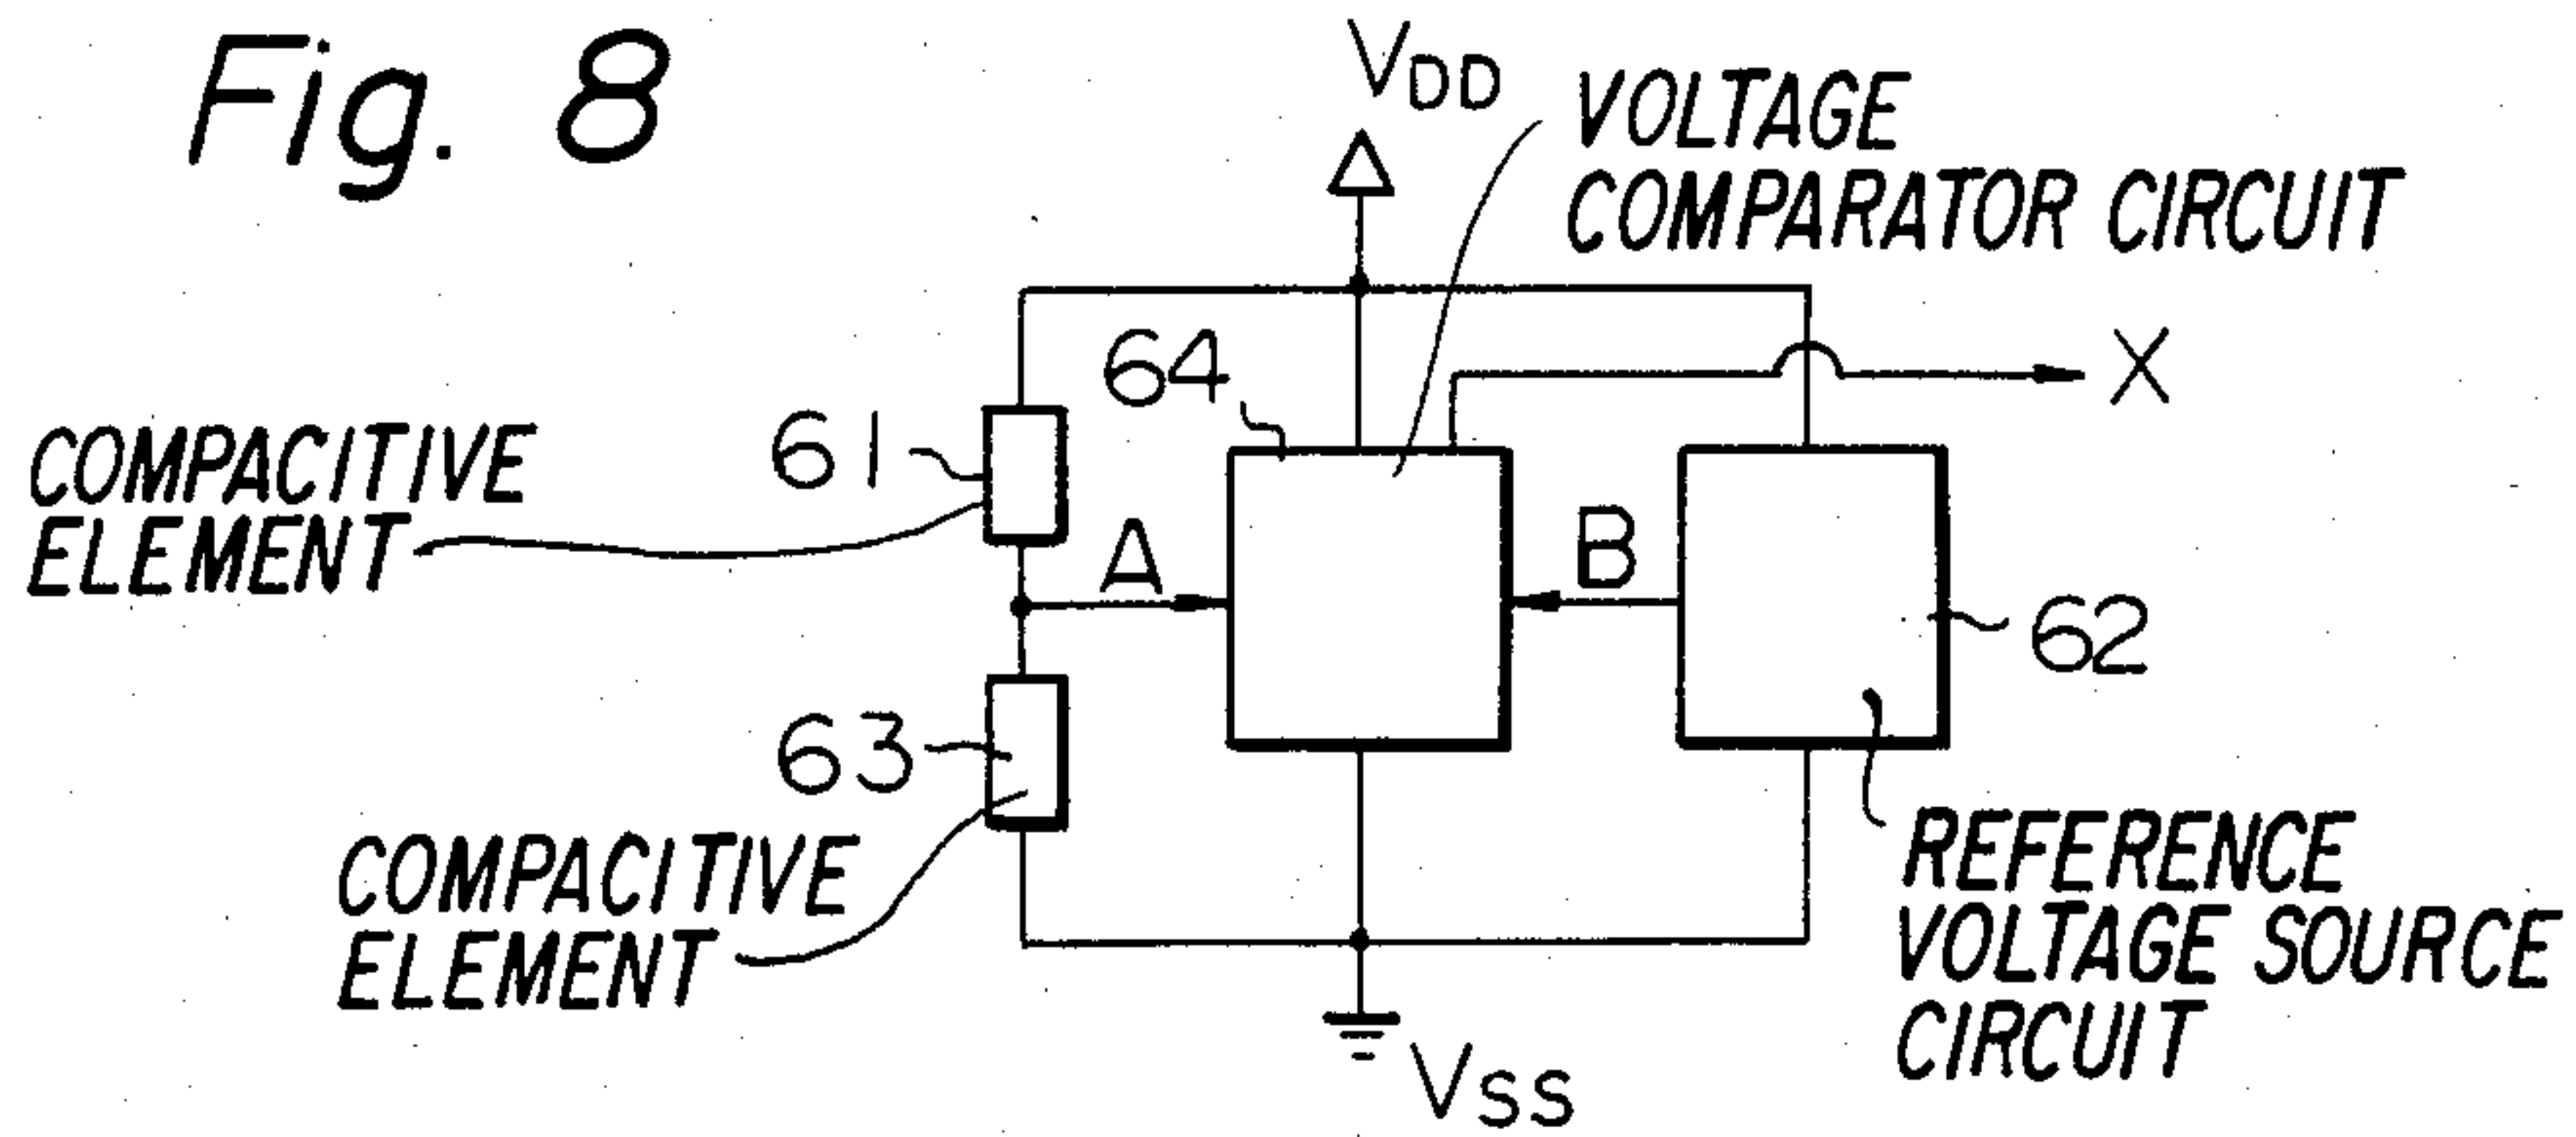 Fig. 8
VDD
VOLTAGE
COMPARATOR CIRCUIT
X
64
61
COMPACITIVE
ELEMENT
A
B
62
63
COMPACITIVE
ELEMENT
REFERENCE
VOLTAGE SOURCE
CIRCUIT
VSS